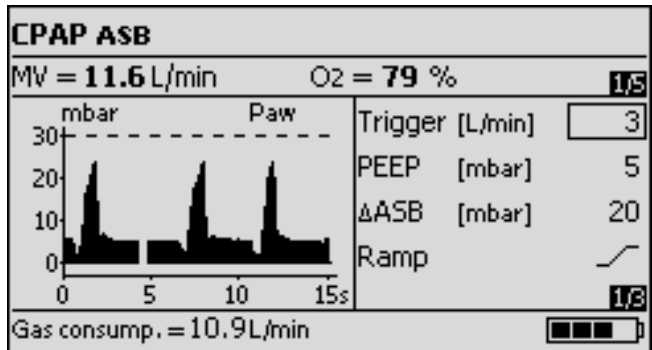 CPAP ASB
MV = 11.6 L/min O2 = 79 %
1/5
mbar Paw
30
20
10
0
0 5 10 15s
Trigger [L/min] 3
PEEP [mbar] 5
ΔASB [mbar] 20
Ramp
1/3
Gas consump. = 10.9L/min